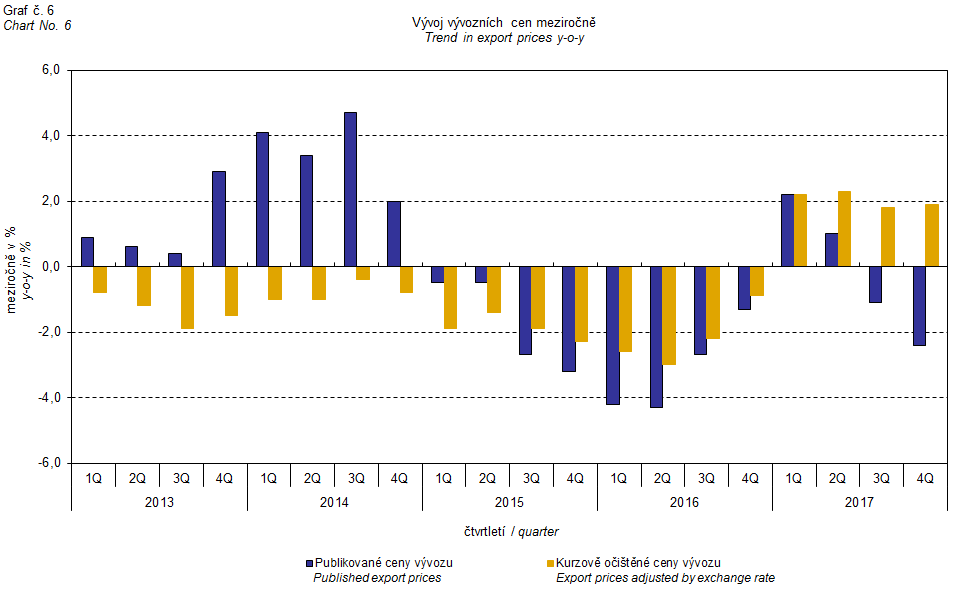 Graf č. 6
Chart No. 6
Vývoj vývozních cen meziročně
Trend in export prices y-o-y
meziročně v %
y-o-y in %
6,0
4,0
2,0
0,0
-2,0
-4,0
-6,0
1Q 2Q 3Q 4Q 1Q 2Q 3Q 4Q 1Q 2Q 3Q 4Q 1Q 2Q 3Q 4Q 1Q 2Q 3Q 4Q
2013 2014 2015 2016 2017
čtvrtletí / quarter
Publikované ceny vývozu Kurzově očištěné ceny vývozu
Published export prices Export prices adjusted by exchange rate